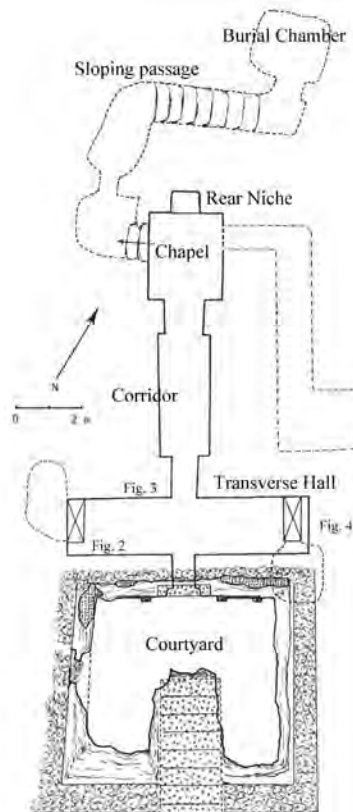 Burial Chamber
Sloping passage
Rear Niche
Chapel
N
0 2 m
Corridor
Transverse Hall
Fig. 3
Fig. 4
Fig. 2
Courtyard